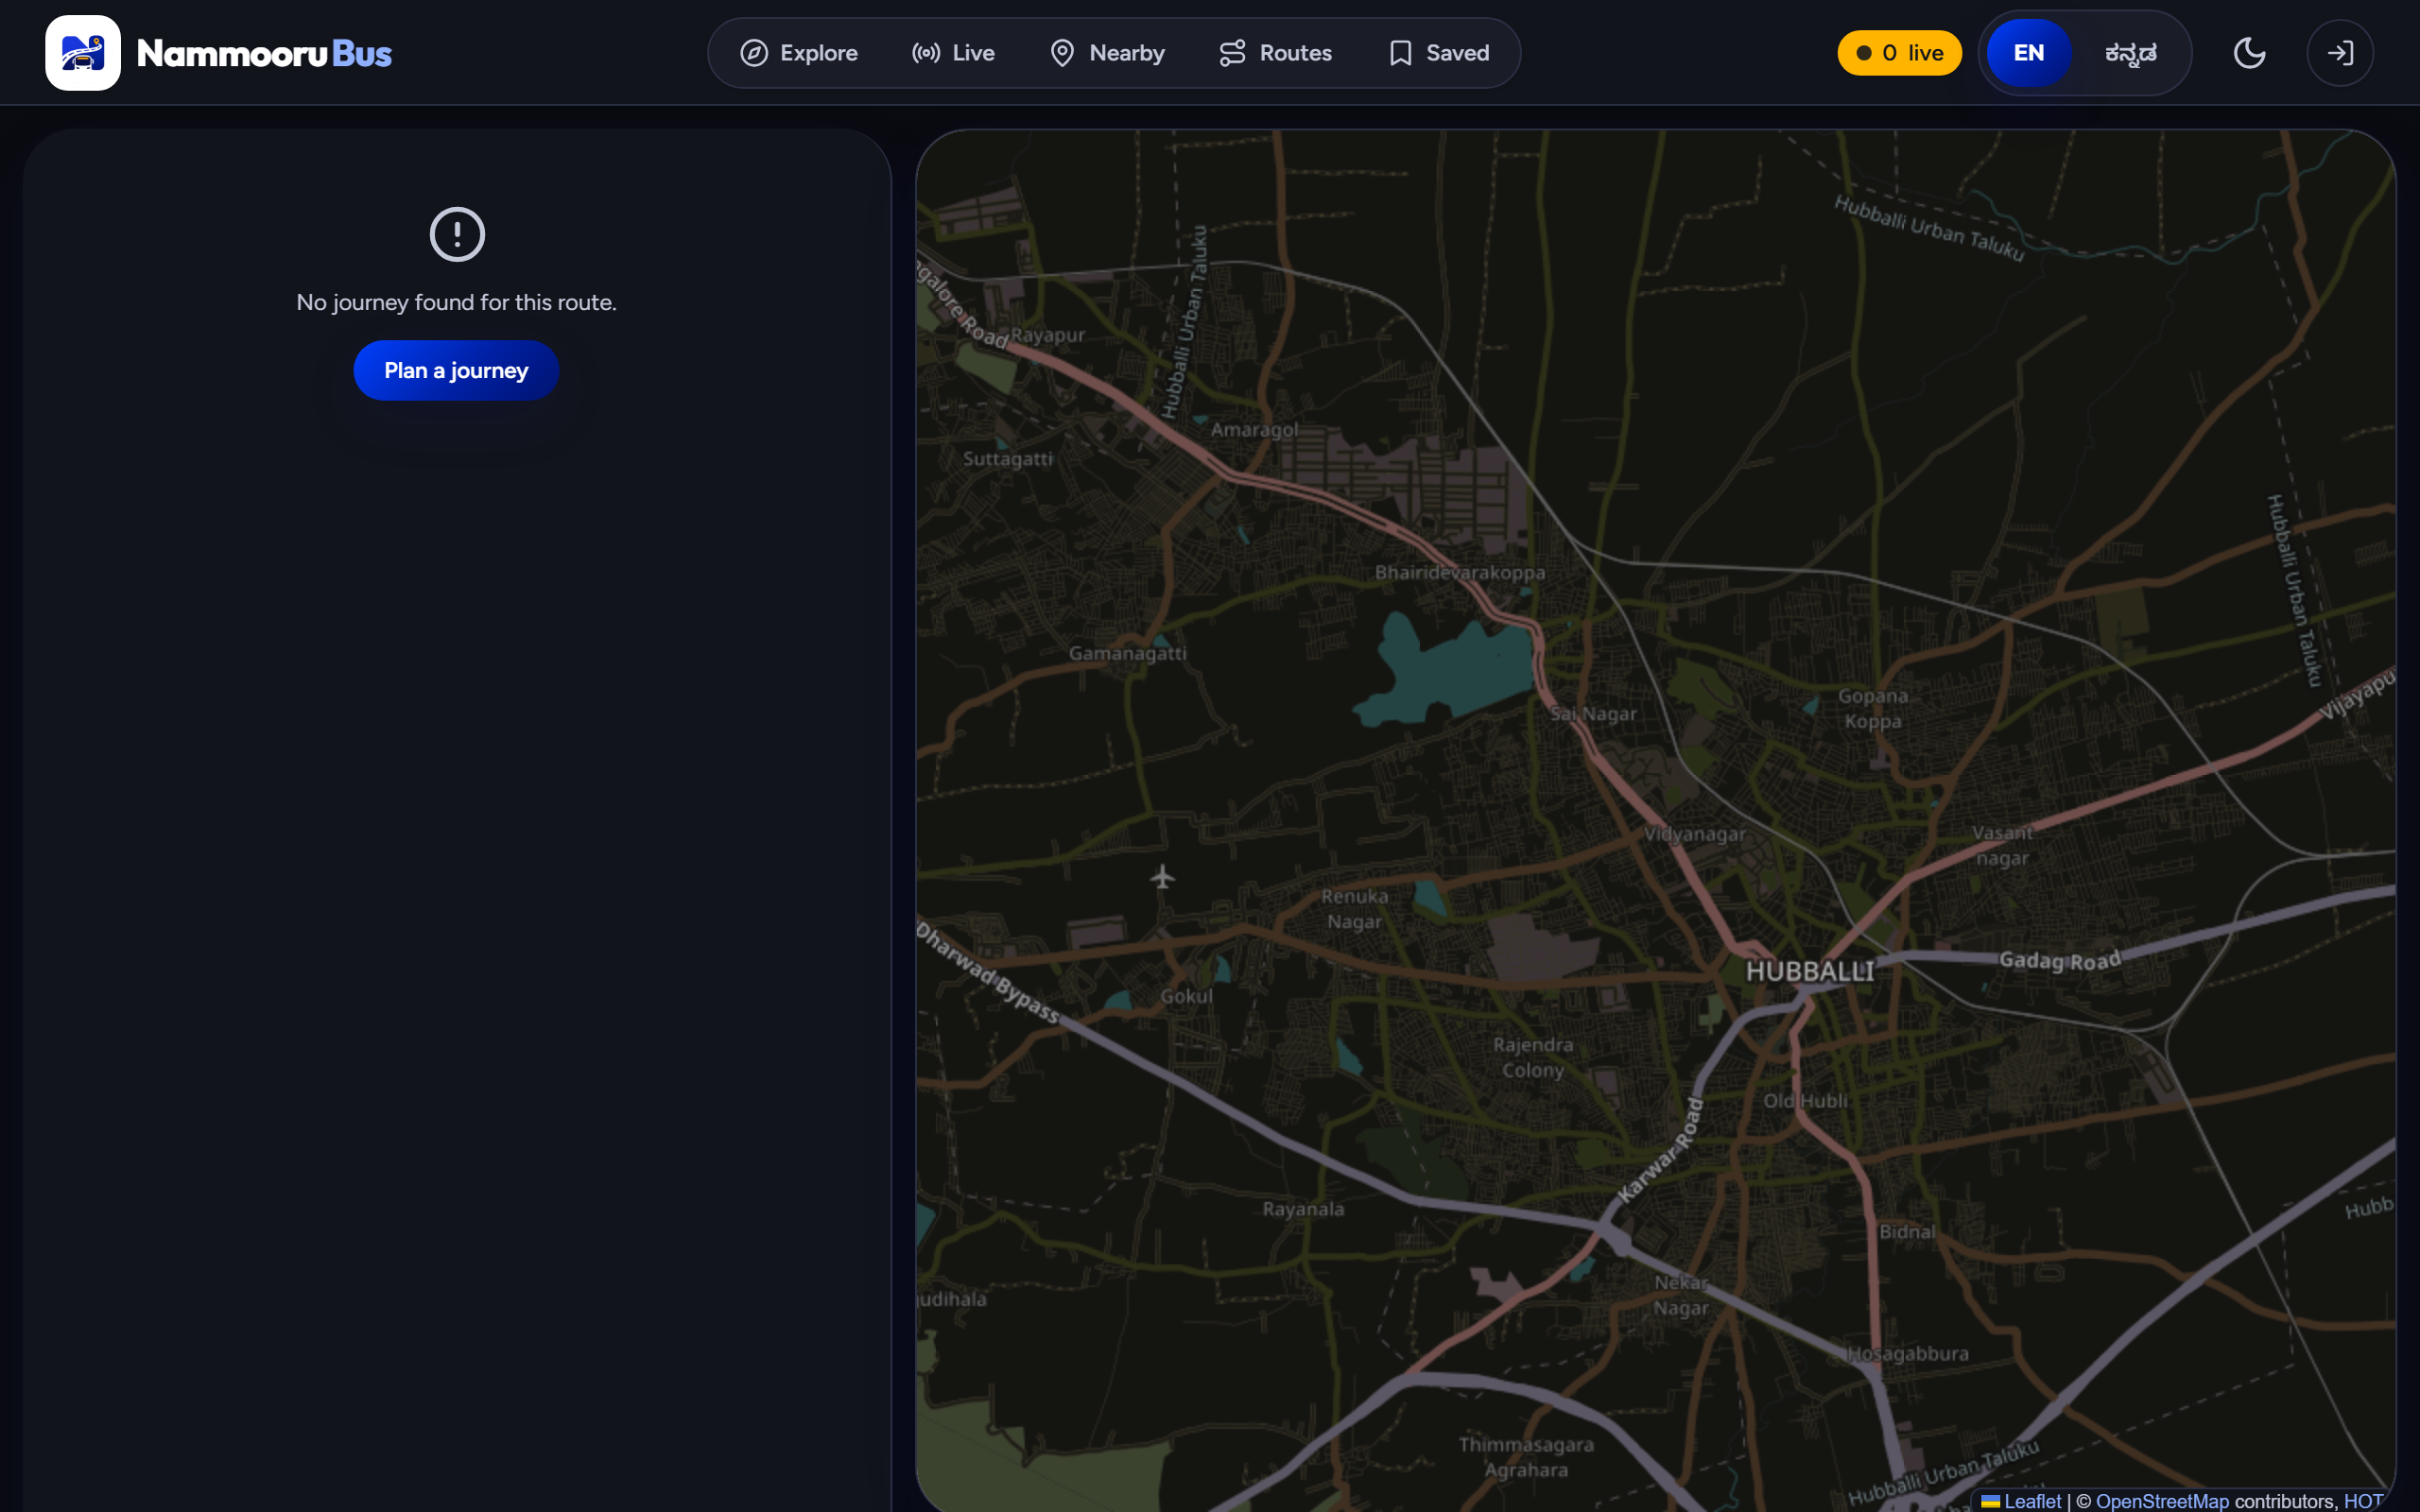 Nammooru Bus
Explore
Live
Nearby
Routes
Saved
0 live
EN
ಕನ್ನಡ
No journey found for this route.
Plan a journey
Hubballi Urban Taluku
Hubballi Urban Taluku
Rayapur
Amaragol
Suttagatti
Hubballi Urban Taluku
Bhairidevarakoppa
Gamanagatti
Sai Nagar
Gopana
Koppa
Vidyanagar
Vasant
nagar
Renuka
Nagar
Dharwad Bypass
HUBBALLI
Gadag Road
Gokul
Rajendra
Colony
Old Hubli
Karwar Road
Rayanala
Bidnal
Nekar
Nagar
Hosagabbura
Thimmasagara
Agrahara
Hubballi Urban Taluku
Leaflet | © OpenStreetMap contributors, HOT